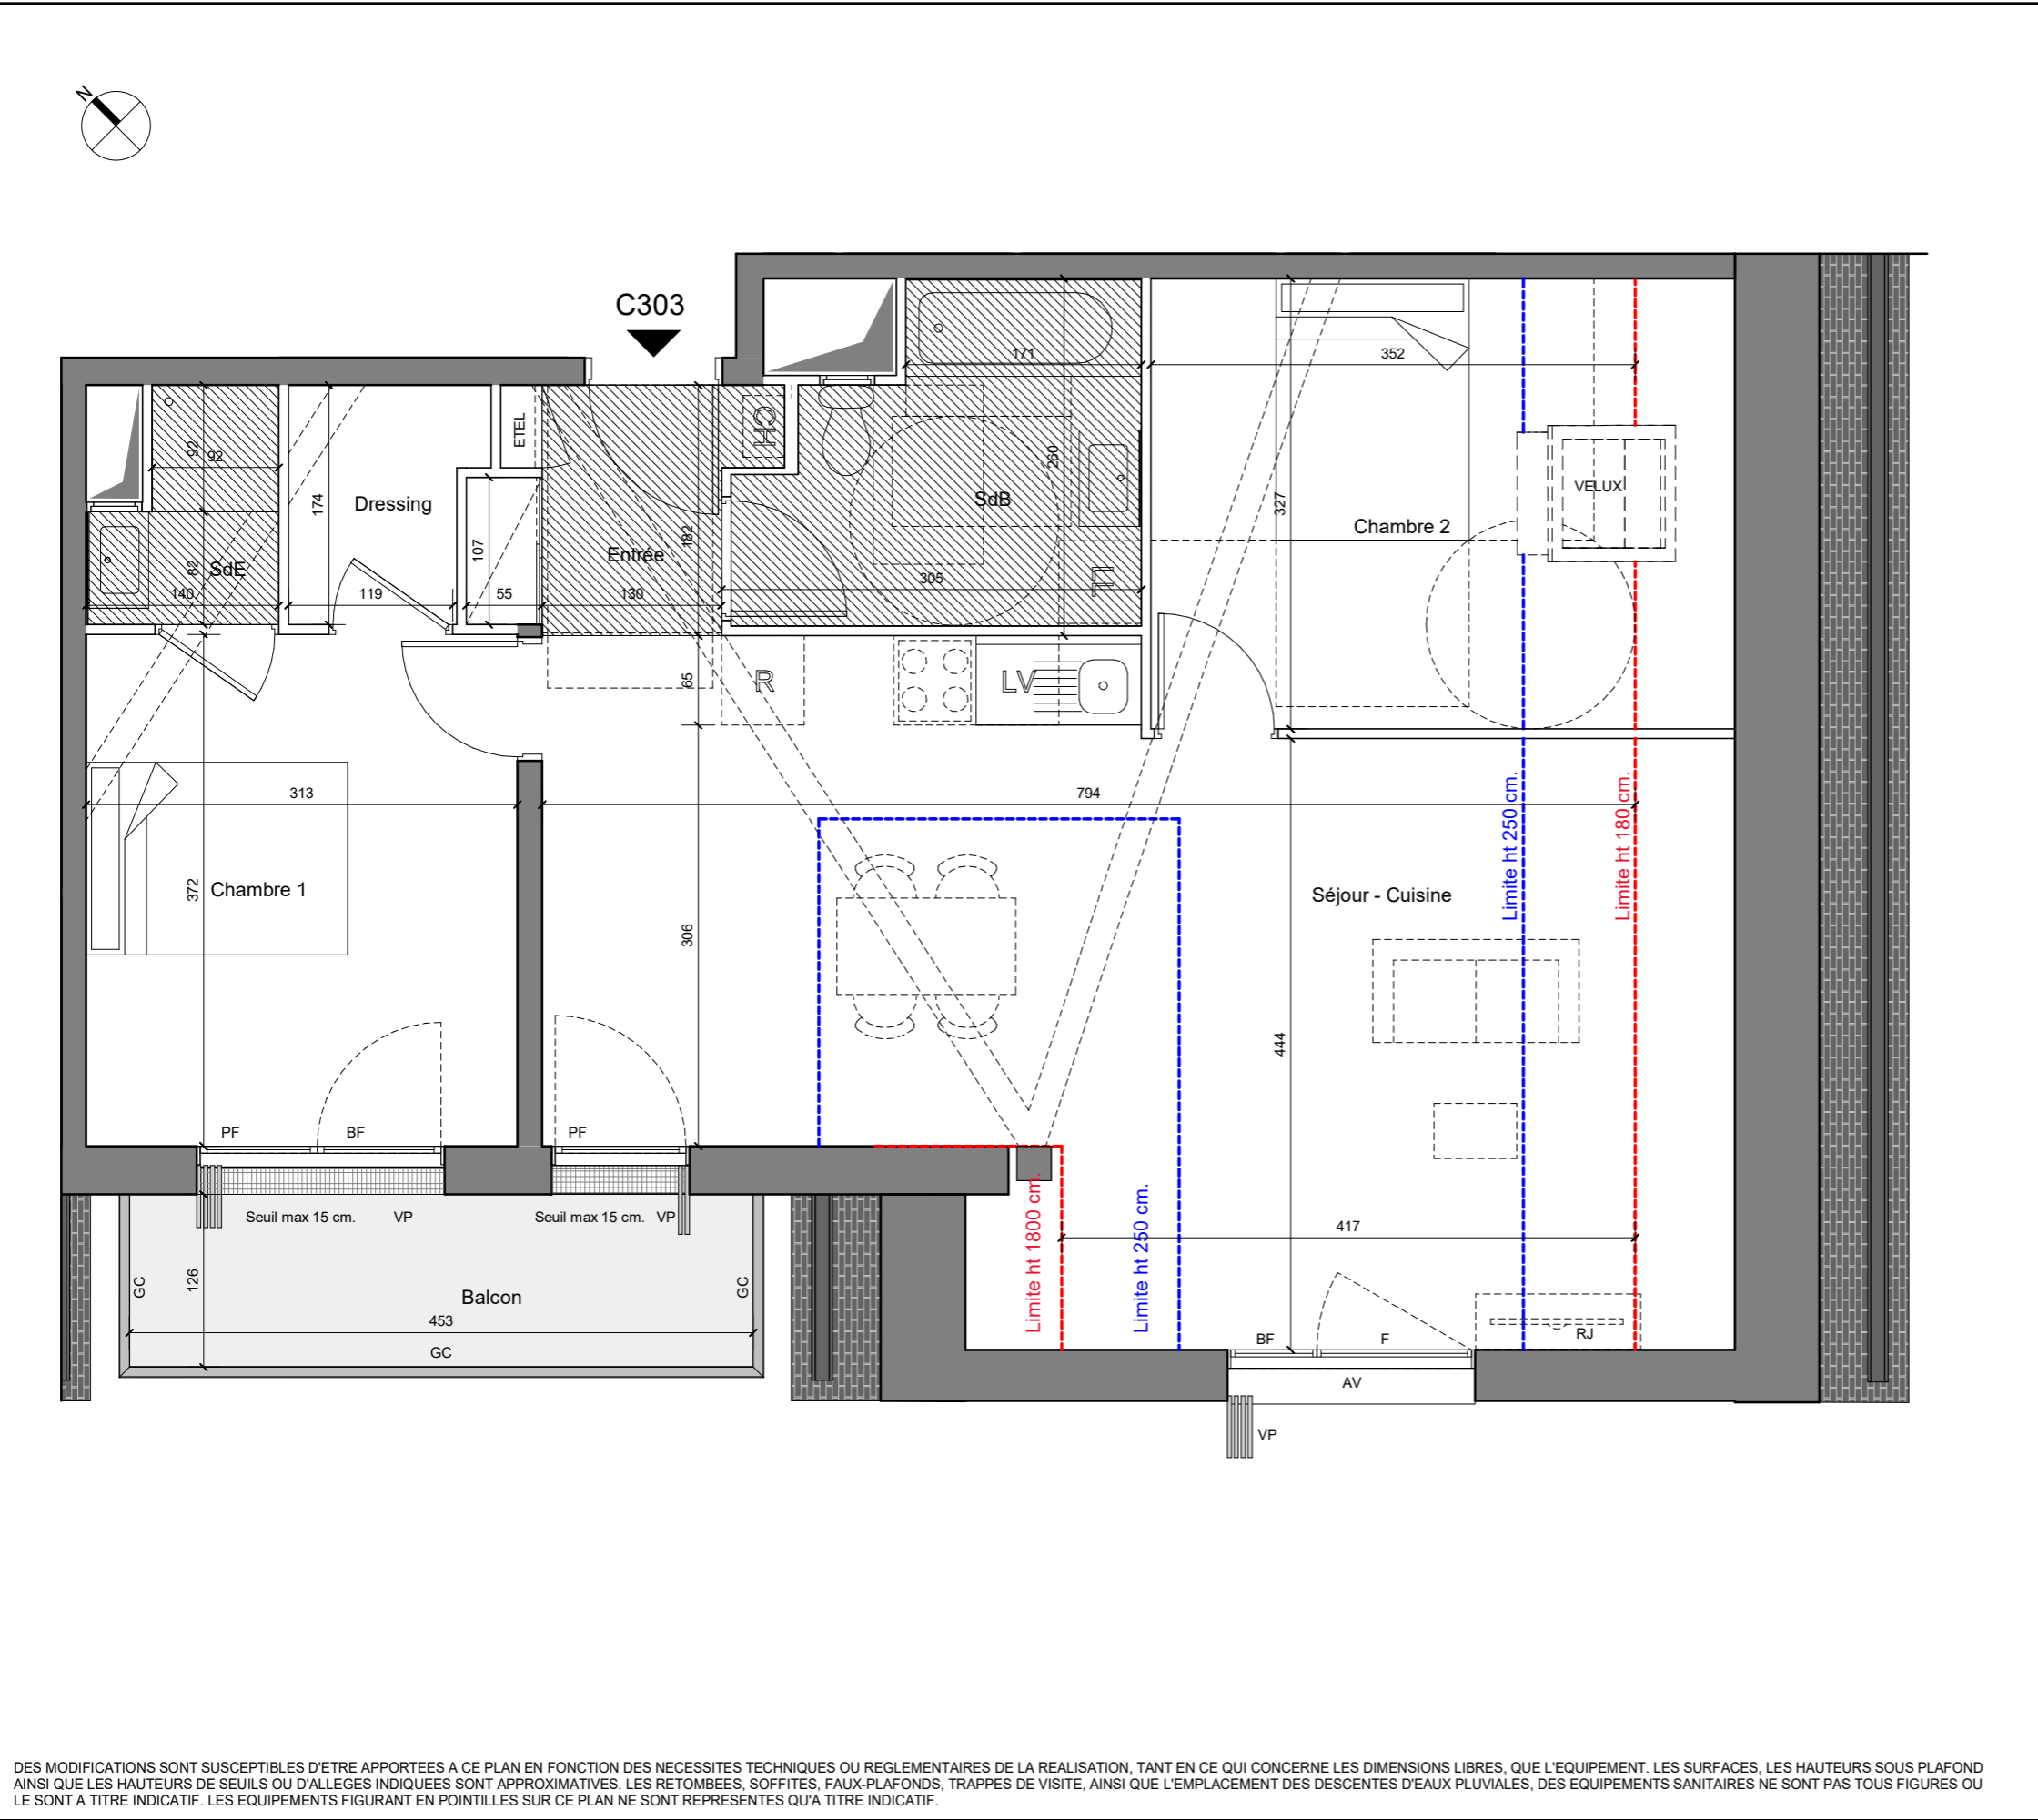 N
C303
171
352
ETEL
CH
92
92
174
Dressing
260
SdB
327
VELUX
Chambre 2
107
182
Entrée
82
SdE
140
119
55
130
305
F
65
R
LV
313
794
Limite ht 250 cm.
Limite ht 180 cm.
372
Chambre 1
306
Séjour - Cuisine
444
PF
BF
PF
Seuil max 15 cm.
VP
Seuil max 15 cm.
VP
Limite ht 1800 cm.
Limite ht 250 cm.
417
GC
126
Balcon
GC
453
GC
BF
F
RJ
AV
VP
DES MODIFICATIONS SONT SUSCEPTIBLES D'ETRE APPORTEES A CE PLAN EN FONCTION DES NECESSITES TECHNIQUES OU REGLEMENTAIRES DE LA REALISATION, TANT EN CE QUI CONCERNE LES DIMENSIONS LIBRES, QUE L'EQUIPEMENT. LES SURFACES, LES HAUTEURS SOUS PLAFOND
AINSI QUE LES HAUTEURS DE SEUILS OU D'ALLEGES INDIQUEES SONT APPROXIMATIVES. LES RETOMBEES, SOFFITES, FAUX-PLAFONDS, TRAPPES DE VISITE, AINSI QUE L'EMPLACEMENT DES DESCENTES D'EAUX PLUVIALES, DES EQUIPEMENTS SANITAIRES NE SONT PAS TOUS FIGURES OU
LE SONT A TITRE INDICATIF. LES EQUIPEMENTS FIGURANT EN POINTILLES SUR CE PLAN NE SONT REPRESENTES QU'A TITRE INDICATIF.